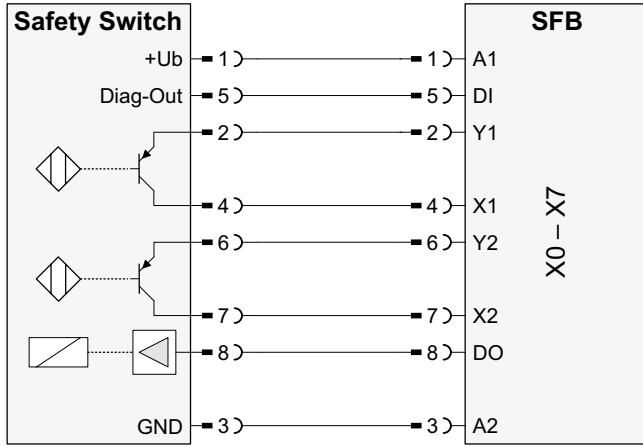 Safety Switch SFB
+Ub 1 1 A1
Diag-Out 5 5 DI
2 2 Y1
4 4 X1
6 6 Y2
7 7 X2
8 8 DO
GND 3 3 A2
X0 – X7